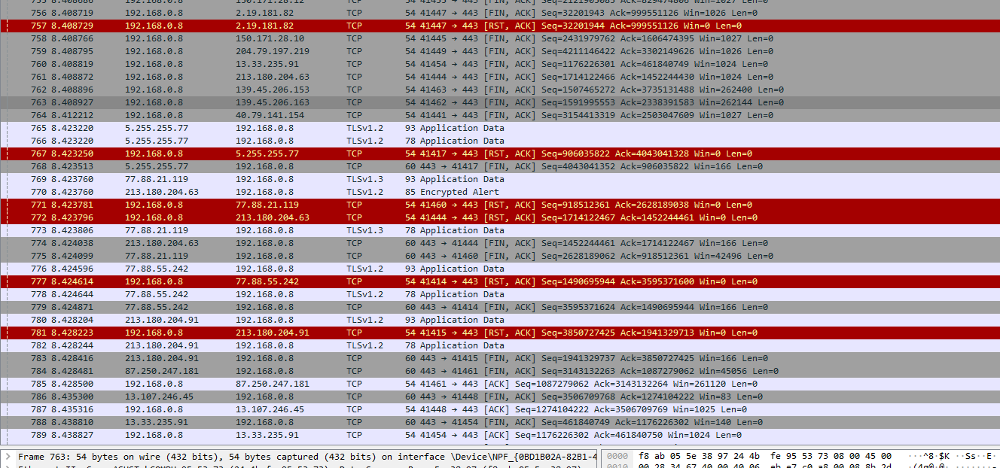 755 8.408686 192.168.0.8 150.171.28.12 TCP 54 41455 → 443 [FIN, ACK] Seq=2121905085 Ack=829474806 Win=1027 Len=0
756 8.408719 192.168.0.8 2.19.181.82 TCP 54 41447 → 443 [FIN, ACK] Seq=32201943 Ack=999551126 Win=1026 Len=0
757 8.408729 192.168.0.8 2.19.181.82 TCP 54 41447 → 443 [RST, ACK] Seq=32201944 Ack=999551126 Win=0 Len=0
758 8.408766 192.168.0.8 150.171.28.10 TCP 54 41445 → 443 [FIN, ACK] Seq=2431979762 Ack=1606474395 Win=1027 Len=0
759 8.408795 192.168.0.8 204.79.197.219 TCP 54 41449 → 443 [FIN, ACK] Seq=4211146422 Ack=3302149626 Win=1026 Len=0
760 8.408819 192.168.0.8 13.33.235.91 TCP 54 41454 → 443 [FIN, ACK] Seq=1176226301 Ack=461840749 Win=1024 Len=0
761 8.408872 192.168.0.8 213.180.204.63 TCP 54 41444 → 443 [FIN, ACK] Seq=1714122466 Ack=1452244430 Win=1024 Len=0
762 8.408896 192.168.0.8 139.45.206.153 TCP 54 41463 → 443 [FIN, ACK] Seq=1507465272 Ack=3735131488 Win=262400 Len=0
763 8.408927 192.168.0.8 139.45.206.163 TCP 54 41462 → 443 [FIN, ACK] Seq=1591995553 Ack=2338391583 Win=262144 Len=0
764 8.412212 192.168.0.8 40.79.141.154 TCP 54 41441 → 443 [FIN, ACK] Seq=3154413319 Ack=2503047609 Win=1027 Len=0
765 8.423220 5.255.255.77 192.168.0.8 TLSv1.2 93 Application Data
766 8.423220 5.255.255.77 192.168.0.8 TLSv1.2 78 Application Data
767 8.423250 192.168.0.8 5.255.255.77 TCP 54 41417 → 443 [RST, ACK] Seq=906035822 Ack=4043041328 Win=0 Len=0
768 8.423513 5.255.255.77 192.168.0.8 TCP 60 443 → 41417 [FIN, ACK] Seq=4043041352 Ack=906035822 Win=166 Len=0
769 8.423760 77.88.21.119 192.168.0.8 TLSv1.3 93 Application Data
770 8.423760 213.180.204.63 192.168.0.8 TLSv1.2 85 Encrypted Alert
771 8.423781 192.168.0.8 77.88.21.119 TCP 54 41460 → 443 [RST, ACK] Seq=918512361 Ack=2628189038 Win=0 Len=0
772 8.423796 192.168.0.8 213.180.204.63 TCP 54 41444 → 443 [RST, ACK] Seq=1714122467 Ack=1452244461 Win=0 Len=0
773 8.423806 77.88.21.119 192.168.0.8 TLSv1.3 78 Application Data
774 8.424038 213.180.204.63 192.168.0.8 TCP 60 443 → 41444 [FIN, ACK] Seq=1452244461 Ack=1714122467 Win=166 Len=0
775 8.424099 77.88.21.119 192.168.0.8 TCP 60 443 → 41460 [FIN, ACK] Seq=2628189062 Ack=918512361 Win=42496 Len=0
776 8.424596 77.88.55.242 192.168.0.8 TLSv1.2 93 Application Data
777 8.424614 192.168.0.8 77.88.55.242 TCP 54 41414 → 443 [RST, ACK] Seq=1490695944 Ack=3595371600 Win=0 Len=0
778 8.424644 77.88.55.242 192.168.0.8 TLSv1.2 78 Application Data
779 8.424871 77.88.55.242 192.168.0.8 TCP 60 443 → 41414 [FIN, ACK] Seq=3595371624 Ack=1490695944 Win=166 Len=0
780 8.428204 213.180.204.91 192.168.0.8 TLSv1.2 93 Application Data
781 8.428223 192.168.0.8 213.180.204.91 TCP 54 41415 → 443 [RST, ACK] Seq=3850727425 Ack=1941329713 Win=0 Len=0
782 8.428244 213.180.204.91 192.168.0.8 TLSv1.2 78 Application Data
783 8.428416 213.180.204.91 192.168.0.8 TCP 60 443 → 41415 [FIN, ACK] Seq=1941329737 Ack=3850727425 Win=166 Len=0
784 8.428481 87.250.247.181 192.168.0.8 TCP 60 443 → 41461 [FIN, ACK] Seq=3143132263 Ack=1087279062 Win=45056 Len=0
785 8.428500 192.168.0.8 87.250.247.181 TCP 54 41461 → 443 [ACK] Seq=1087279062 Ack=3143132264 Win=261120 Len=0
786 8.435300 13.107.246.45 192.168.0.8 TCP 60 443 → 41448 [FIN, ACK] Seq=3506709768 Ack=1274104222 Win=83 Len=0
787 8.435316 192.168.0.8 13.107.246.45 TCP 54 41448 → 443 [ACK] Seq=1274104222 Ack=3506709769 Win=1025 Len=0
788 8.438810 13.33.235.91 192.168.0.8 TCP 60 443 → 41454 [FIN, ACK] Seq=461840749 Ack=1176226302 Win=140 Len=0
789 8.438827 192.168.0.8 13.33.235.91 TCP 54 41454 → 443 [ACK] Seq=1176226302 Ack=461840750 Win=1024 Len=0
Frame 763: 54 bytes on wire (432 bits), 54 bytes captured (432 bits) on interface \Device\NPF_{0BD1B02A-82B1-4
0000 f8 ab 05 5e 38 97 24 4b fe 95 53 73 08 00 45 00 ···^8·$K ··Ss··E·